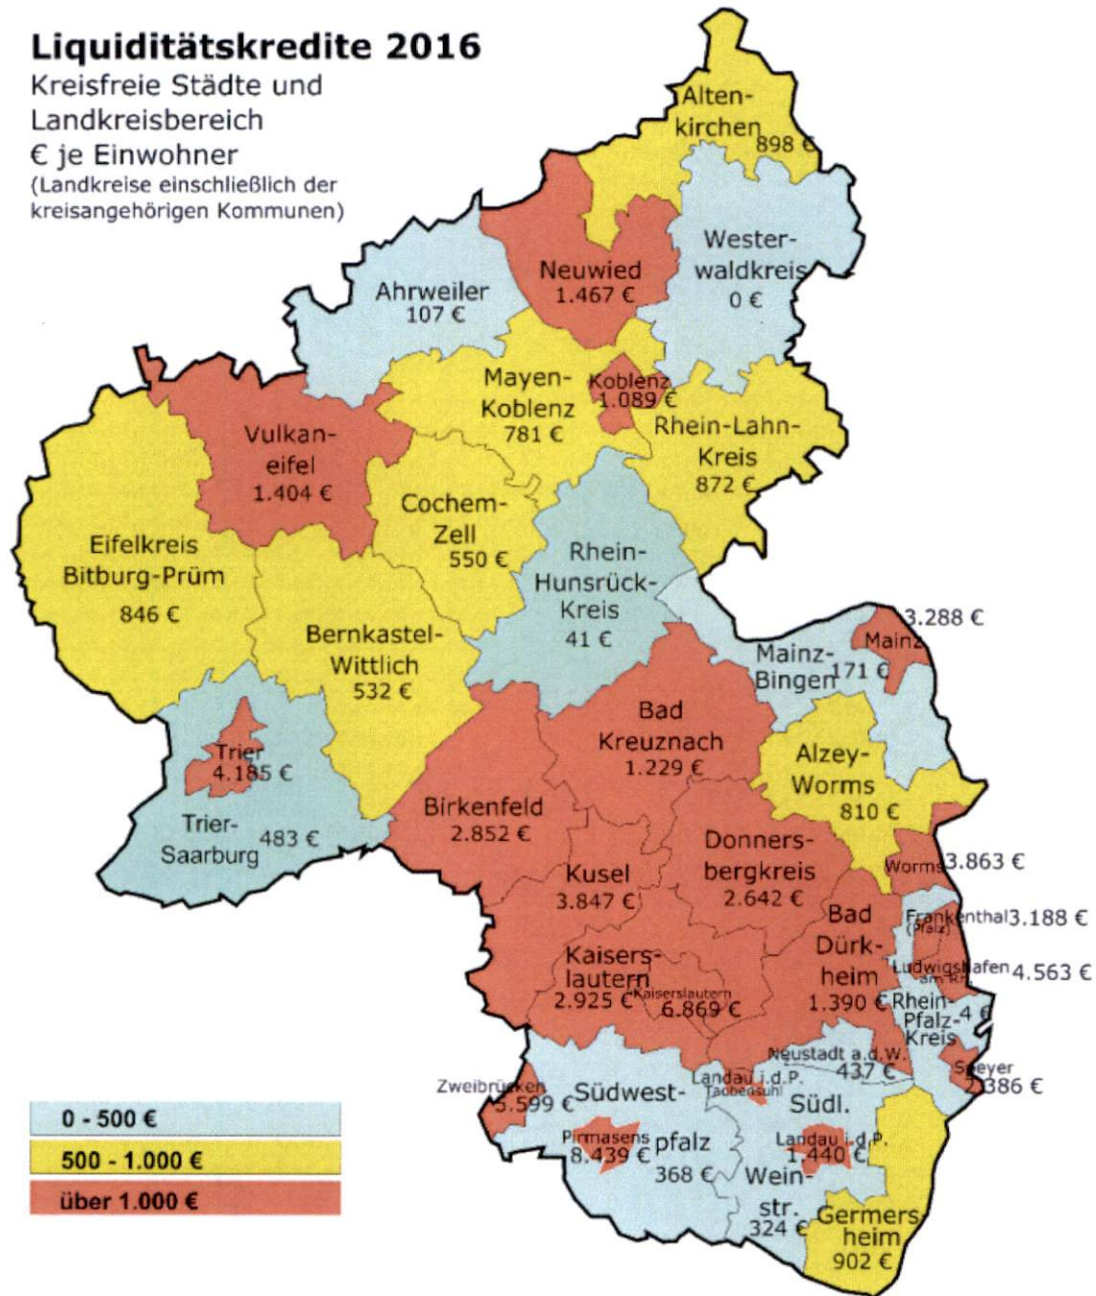 Liquiditätskredite 2016
Kreisfreie Städte und
Landkreisbereich
€ je Einwohner
(Landkreise einschließlich der
kreisangehörigen Kommunen)
Alten-
kirchen
898 €
Wester-
waldkreis
0 €
Neuwied
1.467 €
Ahrweiler
107 €
Mayen-
Koblenz
781 €
Koblenz
1.089 €
Rhein-Lahn-
Kreis
872 €
Vulkan-
eifel
1.404 €
Cochem-
Zell
550 €
Eifelkreis
Bitburg-Prüm
846 €
Rhein-
Hunsrück-
Kreis
41 €
Bernkastel-
Wittlich
532 €
3.288 €
Mainz
Mainz-
Bingen
171 €
Bad
Kreuznach
1.229 €
Trier
4.185 €
Alzey-
Worms
810 €
Birkenfeld
2.852 €
Trier-
Saarburg
483 €
Donners-
bergkreis
2.642 €
Worms
3.863 €
Kusel
3.847 €
Bad
Dürk-
heim
1.390 €
Frankenthal
(Pfalz)
3.188 €
Kaisers-
lautern
2.925 €
Kaiserslautern
6.869 €
Ludwigshafen
am Rh.
4.563 €
Rhein-
Pfalz-
Kreis
4 €
Neustadt a.d.W.
437 €
Speyer
2.386 €
Zweibrücken
5.599 €
Südwest-
pfalz
368 €
Landau i.d.P.
Taubensuhl
Pirmasens
8.439 €
Südl.
Wein-
str.
324 €
Landau i.d.P.
1.440 €
Germers
heim
902 €
0 - 500 €
500 - 1.000 €
über 1.000 €